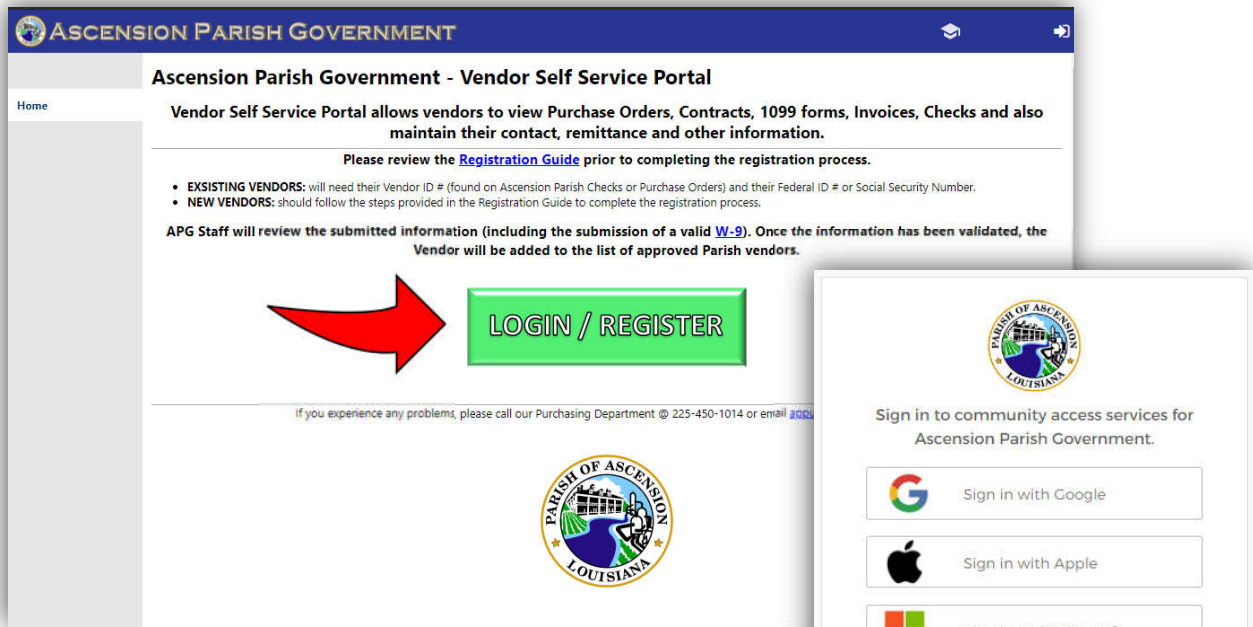 ASCENSION PARISH GOVERNMENT
Home
Ascension Parish Government - Vendor Self Service Portal
Vendor Self Service Portal allows vendors to view Purchase Orders, Contracts, 1099 forms, Invoices, Checks and also
maintain their contact, remittance and other information.
Please review the Registration Guide prior to completing the registration process.
• EXSISTING VENDORS: will need their Vendor ID # (found on Ascension Parish Checks or Purchase Orders) and their Federal ID # or Social Security Number.
• NEW VENDORS: should follow the steps provided in the Registration Guide to complete the registration process.
APG Staff will review the submitted information (including the submission of a valid W-9). Once the information has been validated, the
Vendor will be added to the list of approved Parish vendors.
LOGIN / REGISTER
If you experience any problems, please call our Purchasing Department @ 225-450-1014 or email
PARISH OF ASCENSION
LOUISIANA
PARISH OF ASCENSION
LOUISIANA
Sign in to community access services for
Ascension Parish Government.
Sign in with Google
Sign in with Apple